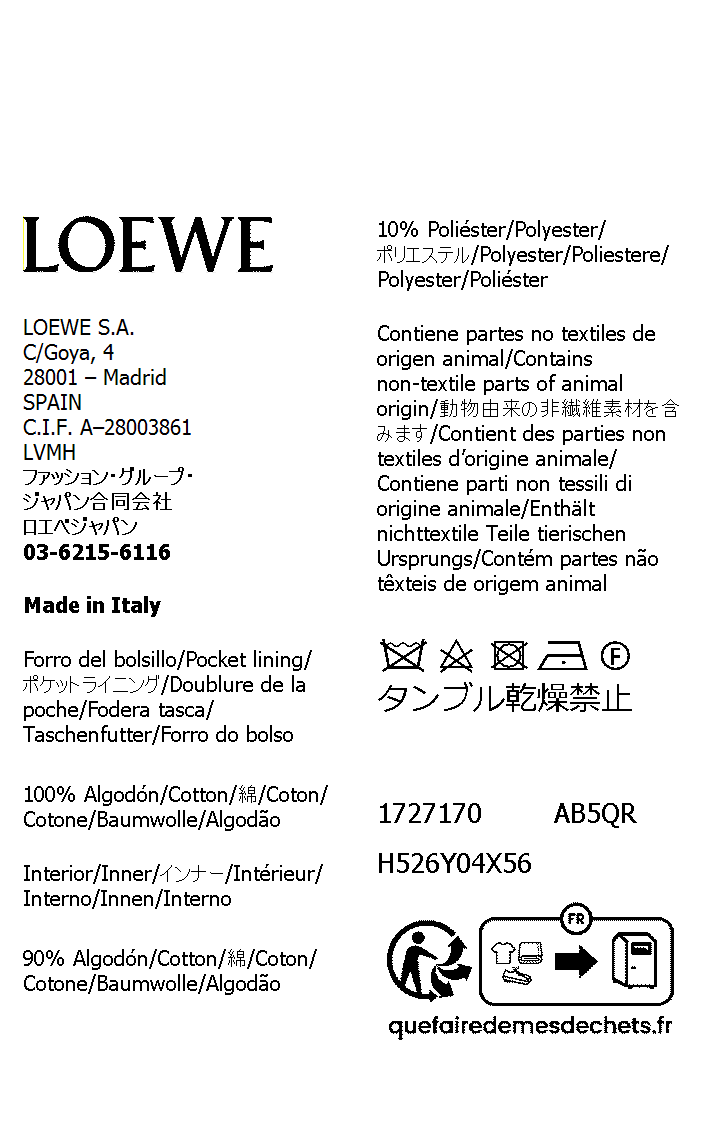 LOEWE
LOEWE S.A.
C/Goya, 4
28001 – Madrid
SPAIN
C.I.F. A–28003861
LVMH
ファッション・グループ・
ジャパン合同会社
ロエベジャパン
03-6215-6116
Made in Italy
Forro del bolsillo/Pocket lining/
ポケットライニング/Doublure de la
poche/Fodera tasca/
Taschenfutter/Forro do bolso
100% Algodón/Cotton/綿/Coton/
Cotone/Baumwolle/Algodão
Interior/Inner/インナー/Intérieur/
Interno/Innen/Interno
90% Algodón/Cotton/綿/Coton/
Cotone/Baumwolle/Algodão
10% Poliéster/Polyester/
ポリエステル/Polyester/Poliestere/
Polyester/Poliéster
Contiene partes no textiles de
origen animal/Contains
non-textile parts of animal
origin/動物由来の非繊維素材を含
みます/Contient des parties non
textiles d’origine animale/
Contiene parti non tessili di
origine animale/Enthält
nichttextile Teile tierischen
Ursprungs/Contém partes não
têxteis de origem animal
F
タンブル乾燥禁止
1727170 AB5QR
H526Y04X56
FR
quefairedemesdechets.fr